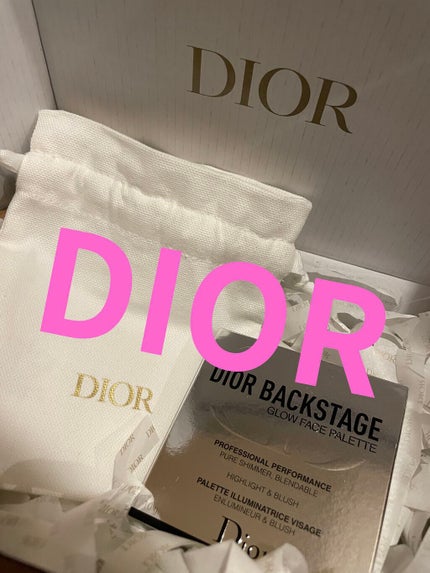 DIOR
DIOR
DIOR
DIOR BACKSTAGE
GLOW FACE PALETTE
PROFESSIONAL PERFORMANCE
PURE SHIMMER, BLENDABLE
HIGHLIGHT & BLUSH
PALETTE ILLUMINATRICE VISAGE
ENLUMINEUR & BLUSH
Dior